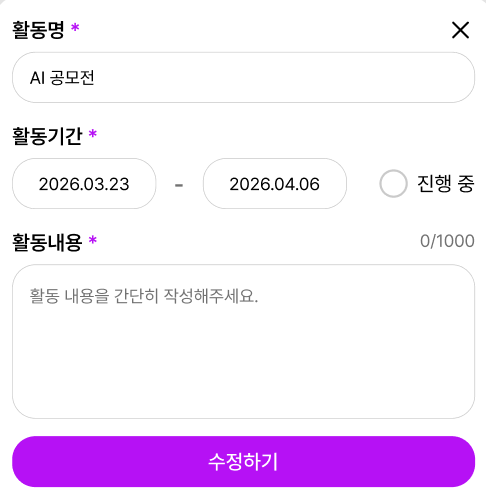 활동명 *
AI 공모전
활동기간 *
2026.03.23 - 2026.04.06 진행 중
활동내용 * 0/1000
활동 내용을 간단히 작성해주세요.
수정하기